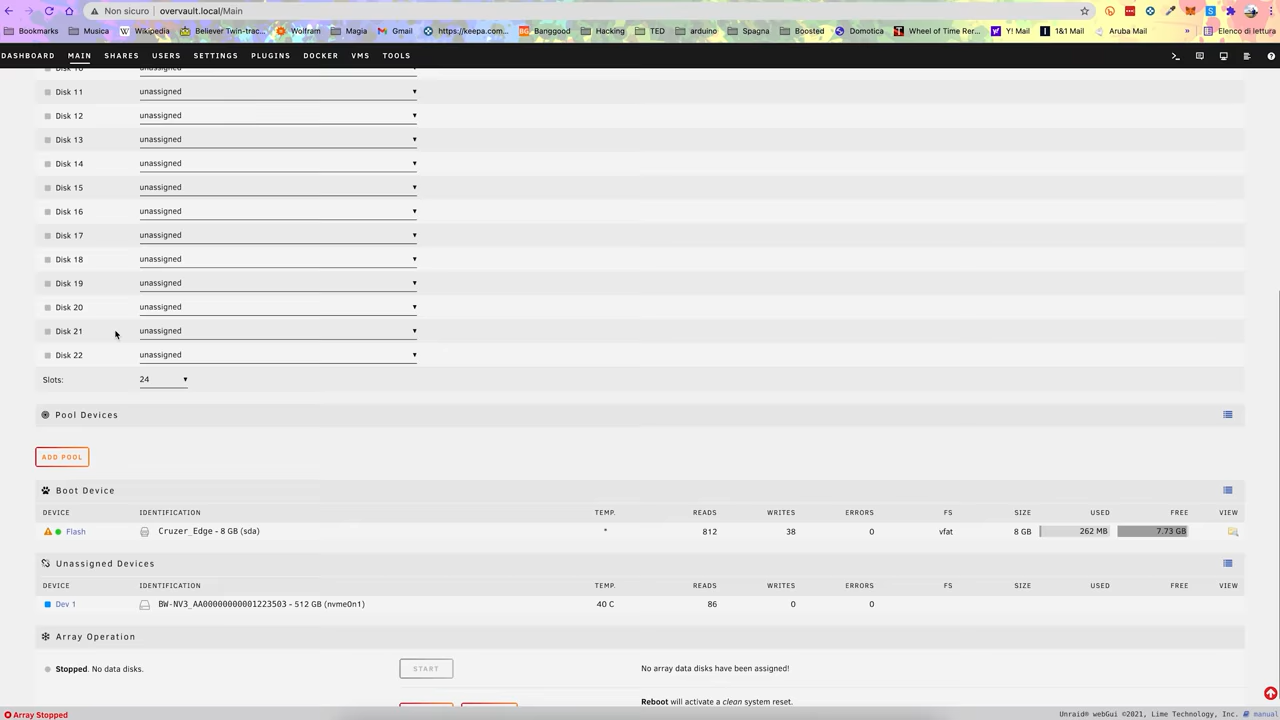 Non sicuro | overvault.local/Main
Bookmarks Musica Wikipedia Believer Twin-trac... Wolfram Magia Gmail https://keepa.com... Banggood Hacking TED arduino Spagna Boosted Domotica Wheel of Time Rer... Y! Mail 1&1 Mail Aruba Mail » Elenco di lettura
DASHBOARD MAIN SHARES USERS SETTINGS PLUGINS DOCKER VMS TOOLS
Disk 10 unassigned
Disk 11 unassigned
Disk 12 unassigned
Disk 13 unassigned
Disk 14 unassigned
Disk 15 unassigned
Disk 16 unassigned
Disk 17 unassigned
Disk 18 unassigned
Disk 19 unassigned
Disk 20 unassigned
Disk 21 unassigned
Disk 22 unassigned
Slots: 24
Pool Devices
ADD POOL
Boot Device
DEVICE IDENTIFICATION TEMP. READS WRITES ERRORS FS SIZE USED FREE VIEW
Flash Cruzer_Edge - 8 GB (sda) * 812 38 0 vfat 8 GB 262 MB 7.73 GB
Unassigned Devices
DEVICE IDENTIFICATION TEMP. READS WRITES ERRORS FS SIZE USED FREE VIEW
Dev 1 BW-NV3_AA00000000001223503 - 512 GB (nvme0n1) 40 C 86 0 0
Array Operation
Stopped. No data disks. START No array data disks have been assigned!
Reboot will activate a clean system reset.
Array Stopped Unraid® webGui ©2021, Lime Technology, Inc. manual